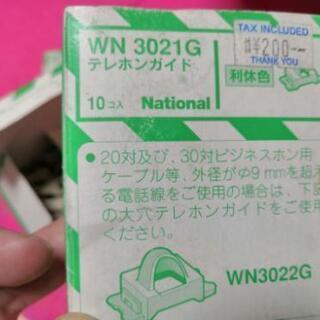 WN 3021G
テレホンガイド
10コ入 National
利休色
TAX INCLUDED
¥200
THANK YOU
●20対及び、30対ビジネスホン用
ケーブル等、外径がφ9mmを超
る電話線をご使用の場合は、下
の大穴テレホンガイドをご使用
ください。
WN3022G